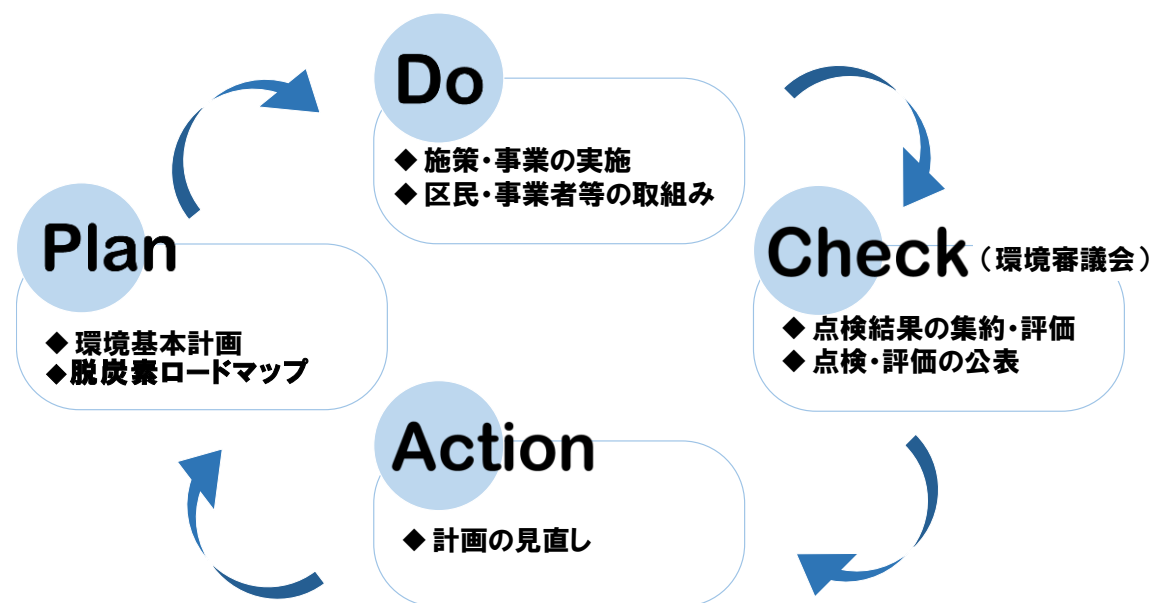 Plan
◆ 環境基本計画
◆脱炭素ロードマップ
Do
◆ 施策・事業の実施
◆ 区民・事業者等の取組み
Check（環境審議会）
◆ 点検結果の集約・評価
◆ 点検・評価の公表
Action
◆ 計画の見直し